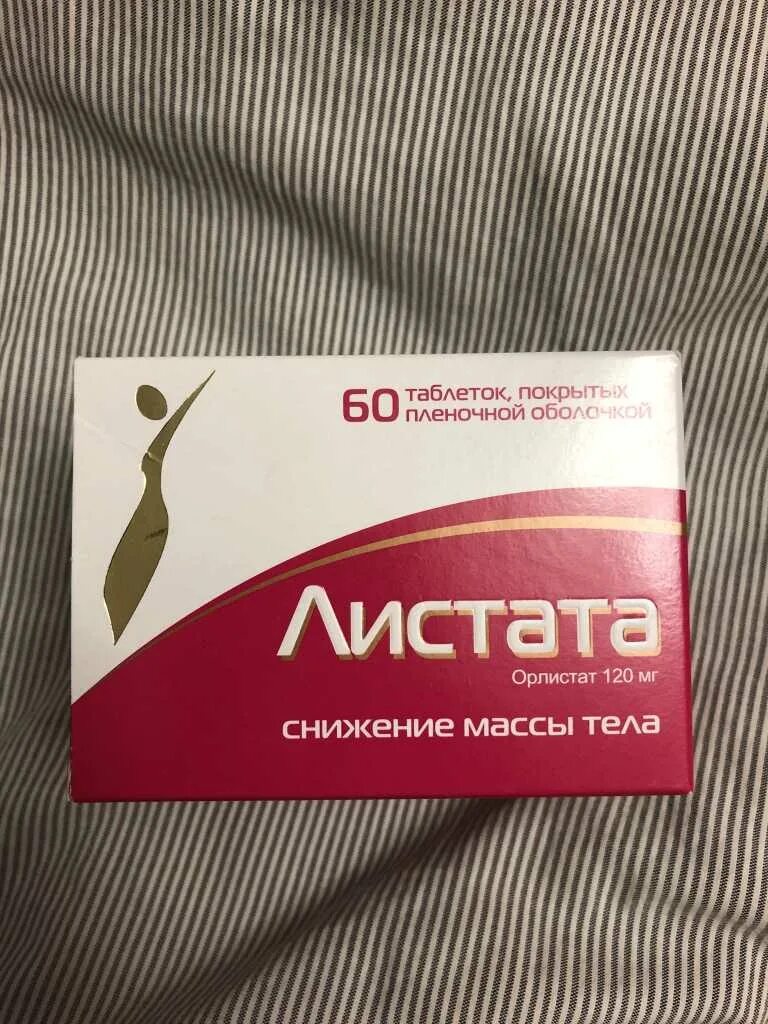 60 таблеток, покрытых
пленочной оболочкой
Листата
Орлистат 120 мг
снижение массы тела